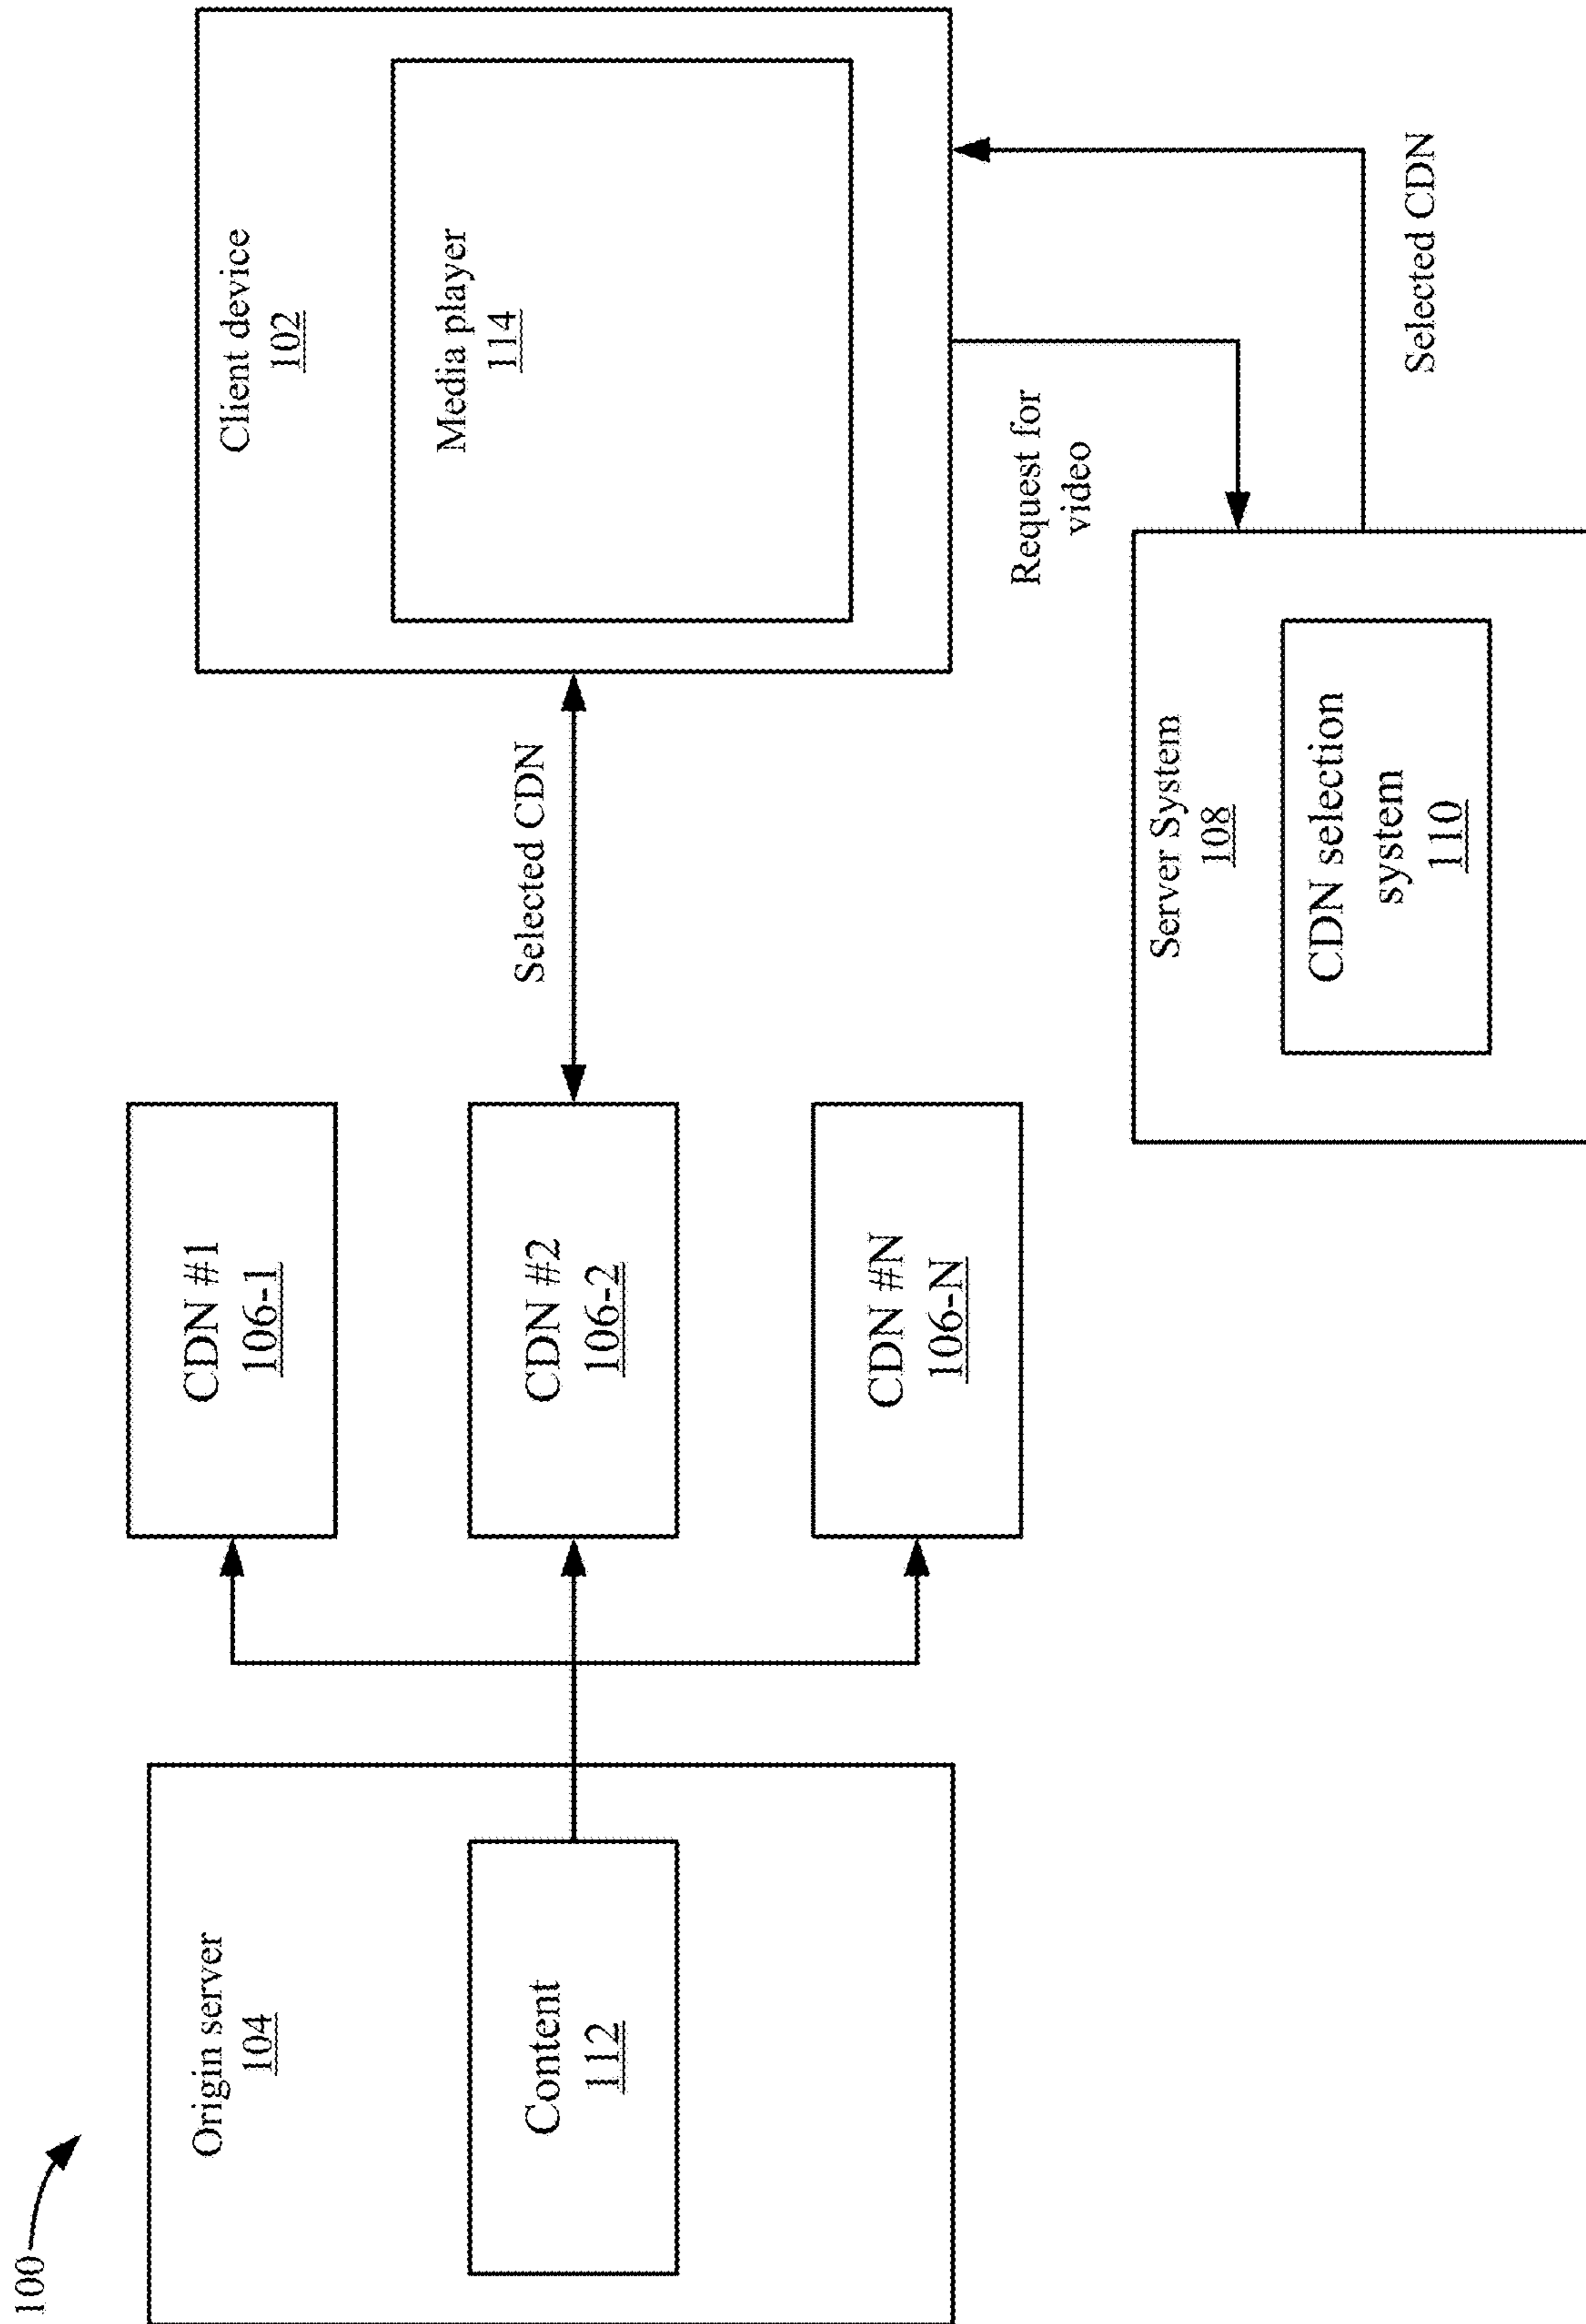 100
Origin server
104
Content
112
CDN #1
106-1
CDN #2
106-2
CDN #N
106-N
Selected CDN
Client device
102
Media player
114
Request for
video
Selected CDN
Server System
108
CDN selection
system
110